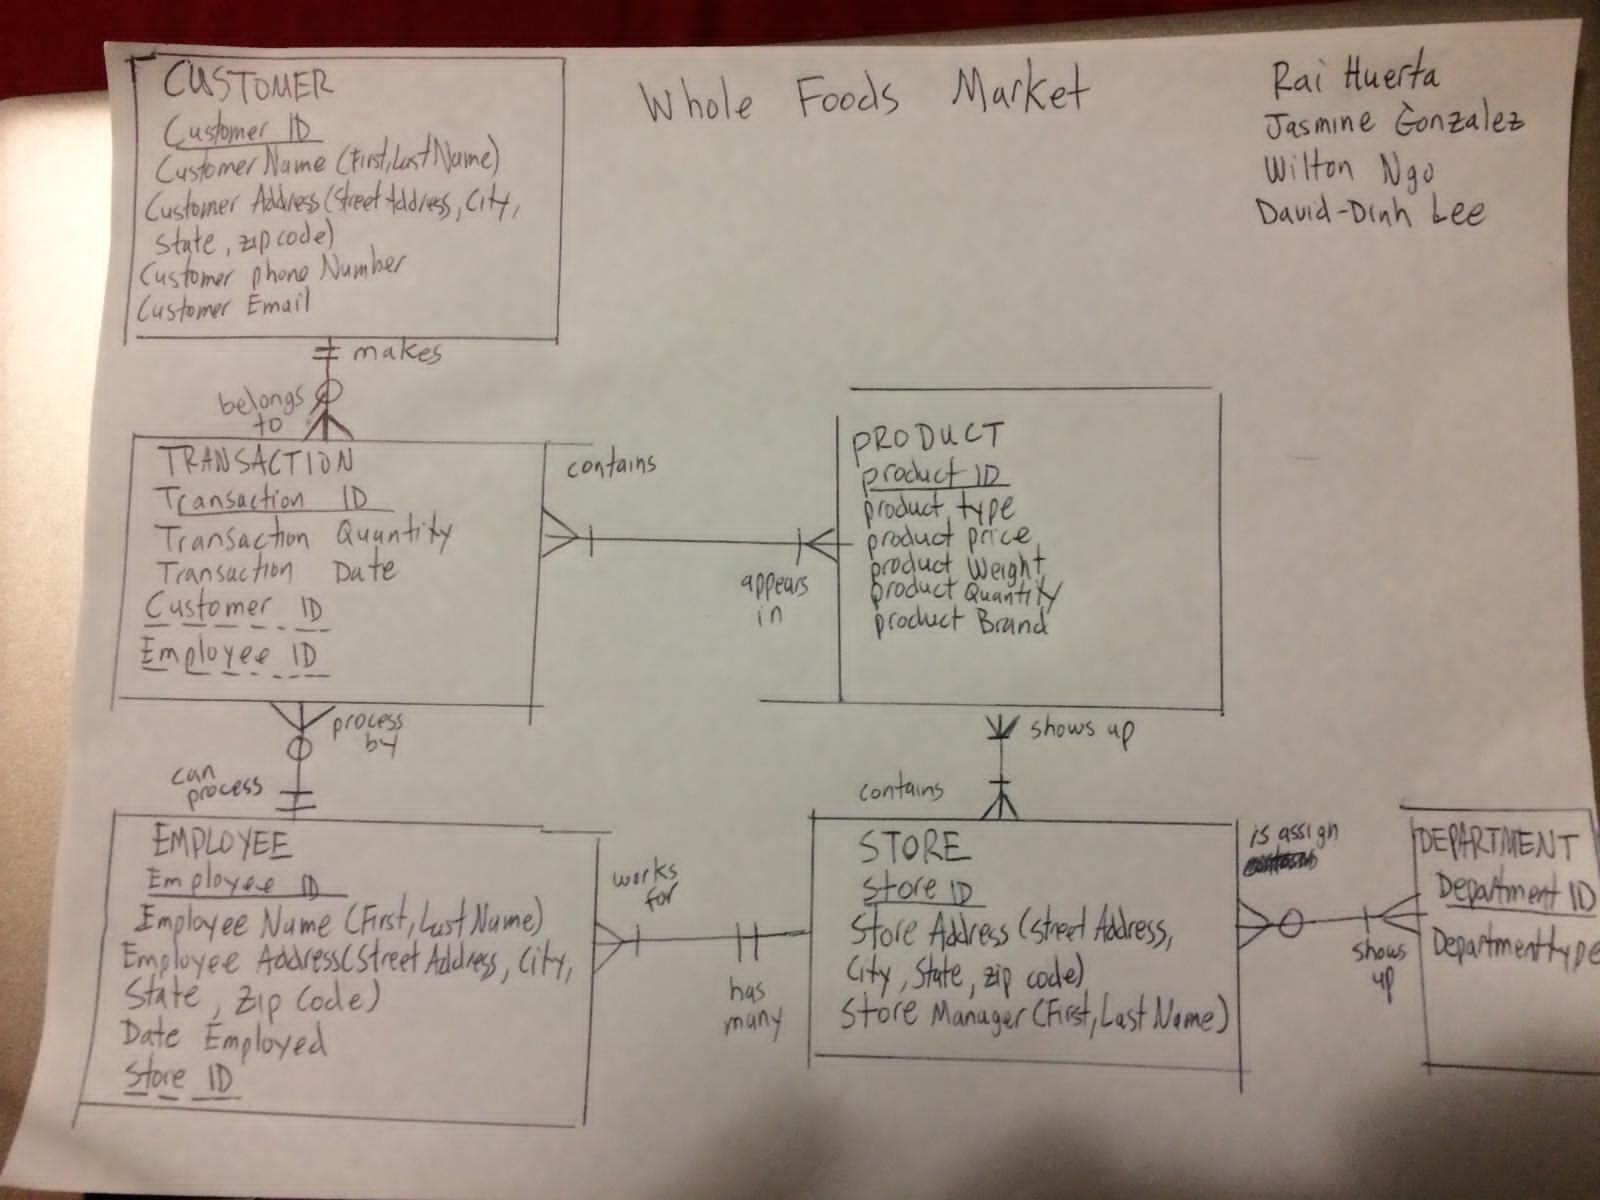 Whole Foods Market
Rai Huerta
Jasmine Gonzalez
Wilton Ngo
David-Dinh Lee
CUSTOMER
Customer ID
Customer Name (First, Last Name)
Customer Address (Street Address, City,
State, zip code)
Customer phone Number
Customer Email
makes
belongs
to
TRANSACTION
Transaction ID
Transaction Quantity
Transaction Date
Customer ID
Employee ID
contains
appears
in
PRODUCT
product ID
product type
product price
product Weight
product Quantity
product Brand
process
by
can
process
shows up
contains
EMPLOYEE
Employee ID
Employee Name (First, Last Name)
Employee Address (Street Address, City,
State, Zip Code)
Date Employed
Store ID
works
for
has
many
STORE
Store ID
Store Address (Street Address,
City, State, zip code)
Store Manager (First, Last Name)
is assign
shows
up
DEPARTMENT
Department ID
Department type